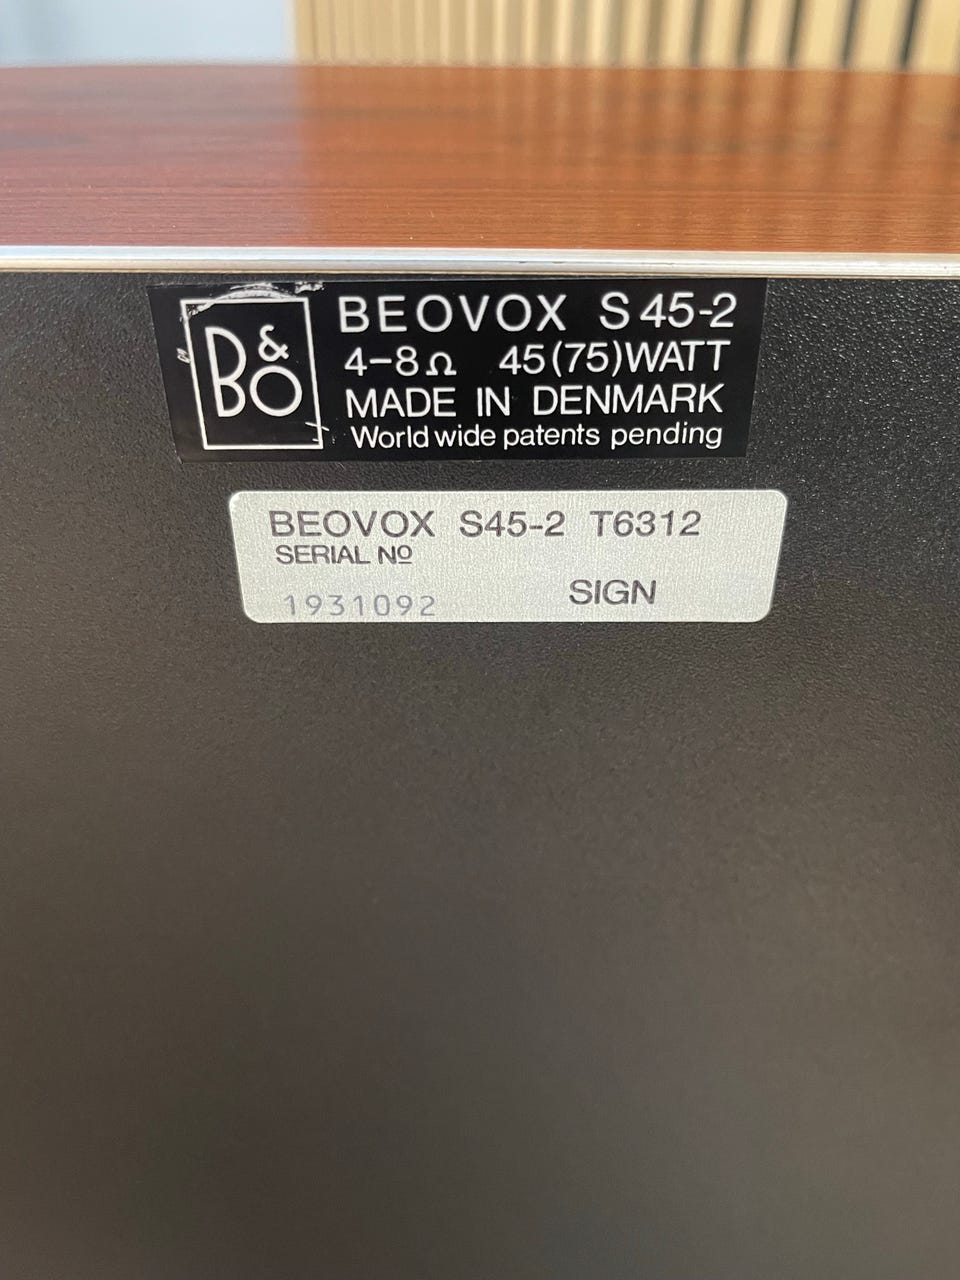 B&O
BEOVOX S45-2
4-8Ω 45(75)WATT
MADE IN DENMARK
World wide patents pending
BEOVOX S45-2 T6312
SERIAL Nº
1931092 SIGN